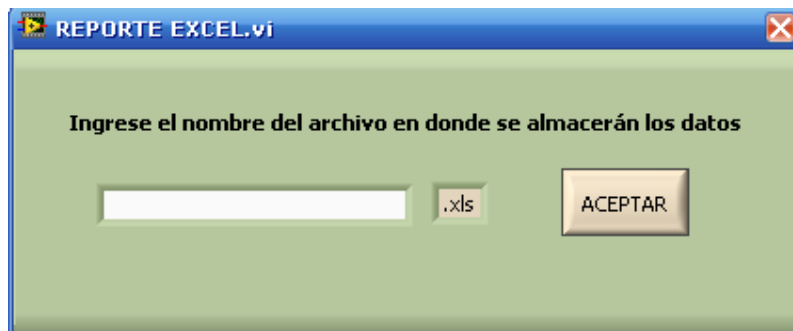 REPORTE EXCEL.vi
Ingrese el nombre del archivo en donde se almacerán los datos
.xls
ACEPTAR